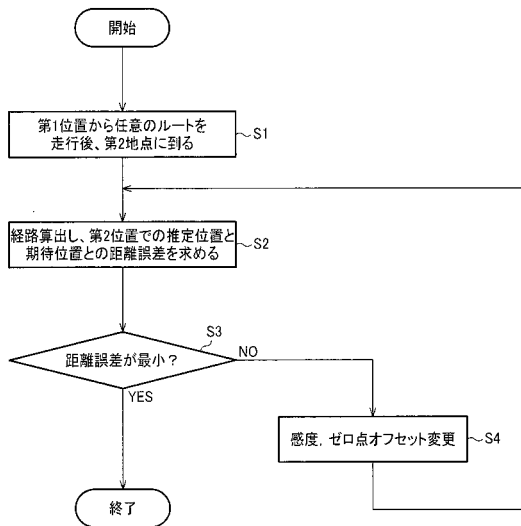 開始
第1位置から任意のルートを
走行後、第2地点に到る
S1
経路算出し、第2位置での推定位置と
期待位置との距離誤差を求める
S2
S3
距離誤差が最小？
NO
YES
感度，ゼロ点オフセット変更
S4
終了